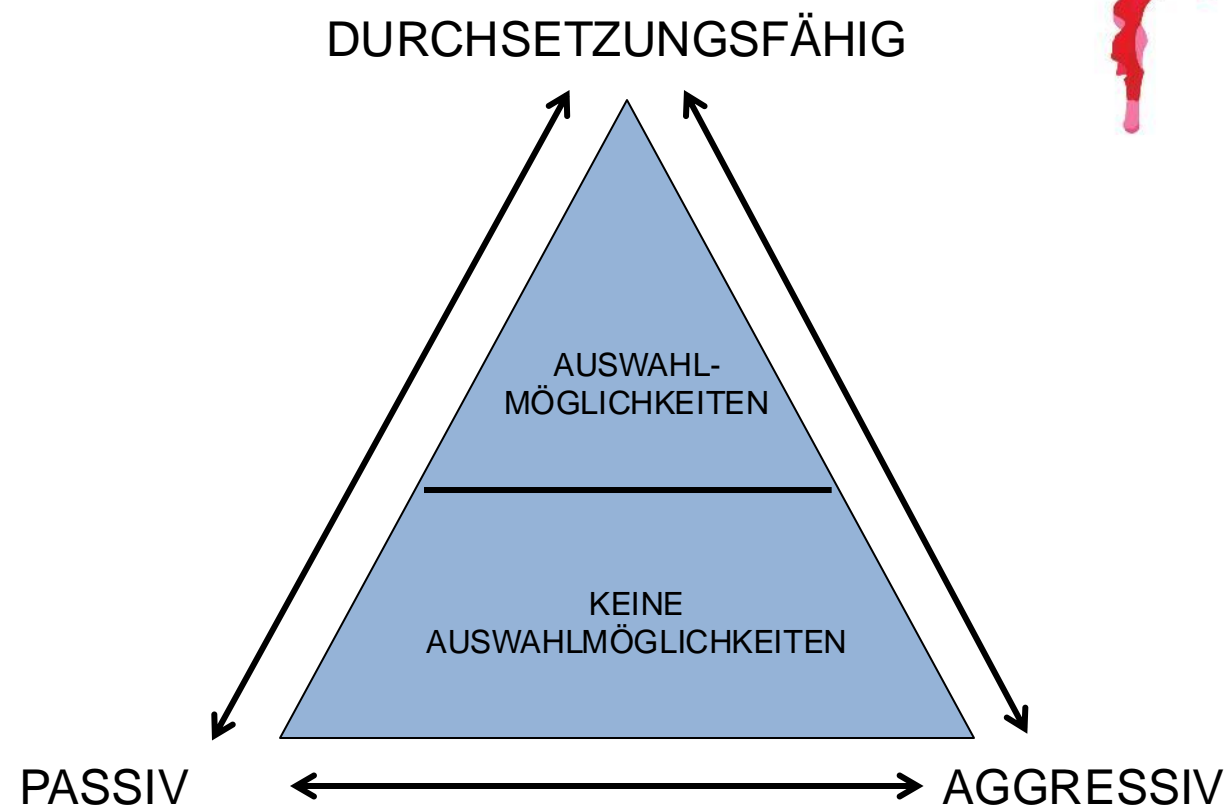 DURCHSETZUNGSFÄHIG
AUSWAHL-
MÖGLICHKEITEN
KEINE
AUSWAHLMÖGLICHKEITEN
PASSIV
AGGRESSIV